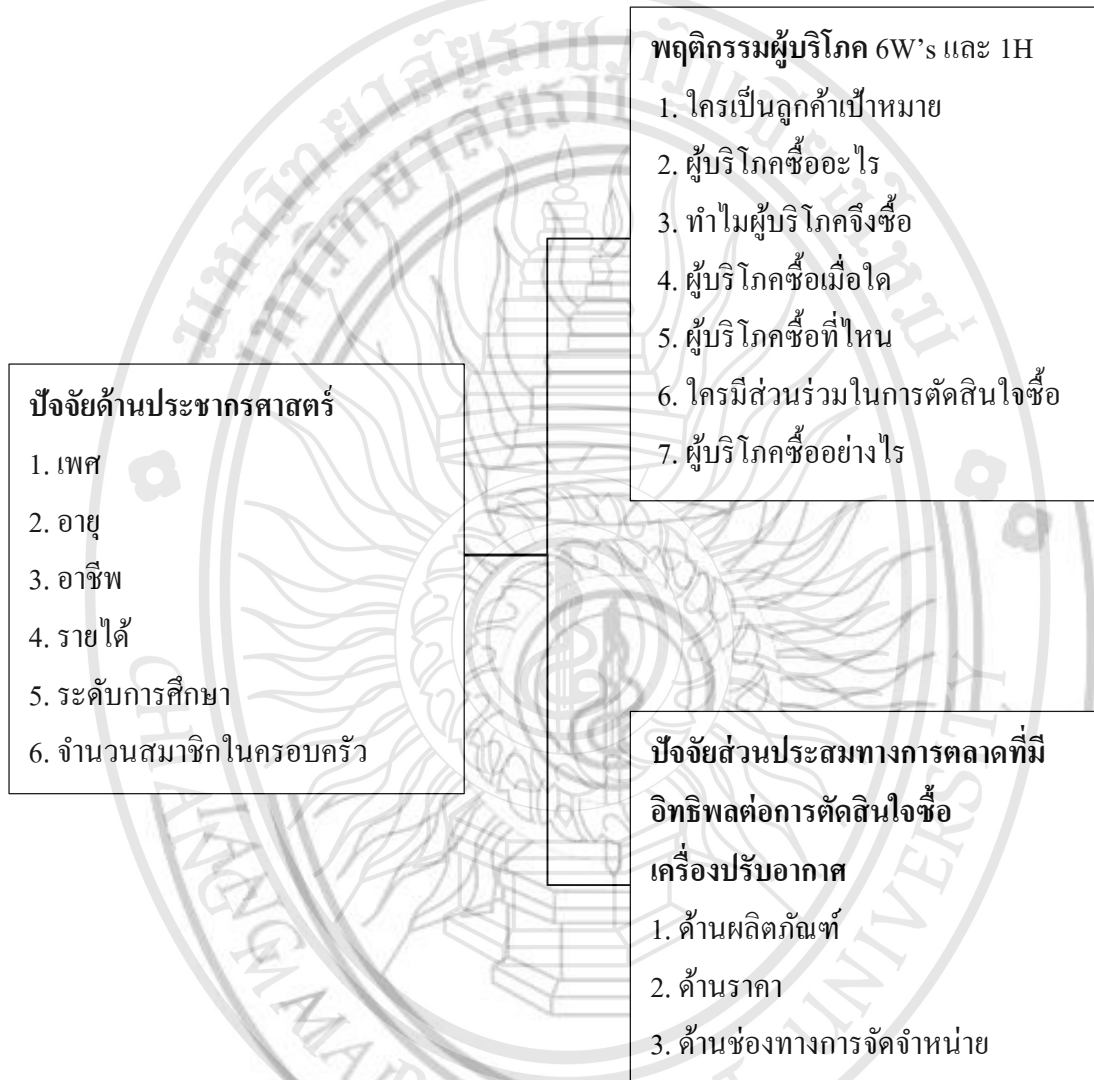 พฤติกรรมผู้บริโภค 6W’s และ 1H
1. ใครเป็นลูกค้าเป้าหมาย
2. ผู้บริโภคซื้ออะไร
3. ทำไมผู้บริโภคจึงซื้อ
4. ผู้บริโภคซื้อเมื่อใด
5. ผู้บริโภคซื้อที่ไหน
6. ใครมีส่วนร่วมในการตัดสินใจซื้อ
7. ผู้บริโภคซื้ออย่างไร
ปัจจัยด้านประชากรศาสตร์
1. เพศ
2. อายุ
3. อาชีพ
4. รายได้
5. ระดับการศึกษา
6. จำนวนสมาชิกในครอบครัว
ปัจจัยส่วนประสมทางการตลาดที่มี
อิทธิพลต่อการตัดสินใจซื้อ
เครื่องปรับอากาศ
1. ด้านผลิตภัณฑ์
2. ด้านราคา
3. ด้านช่องทางการจัดจำหน่าย
UNIVERSITY